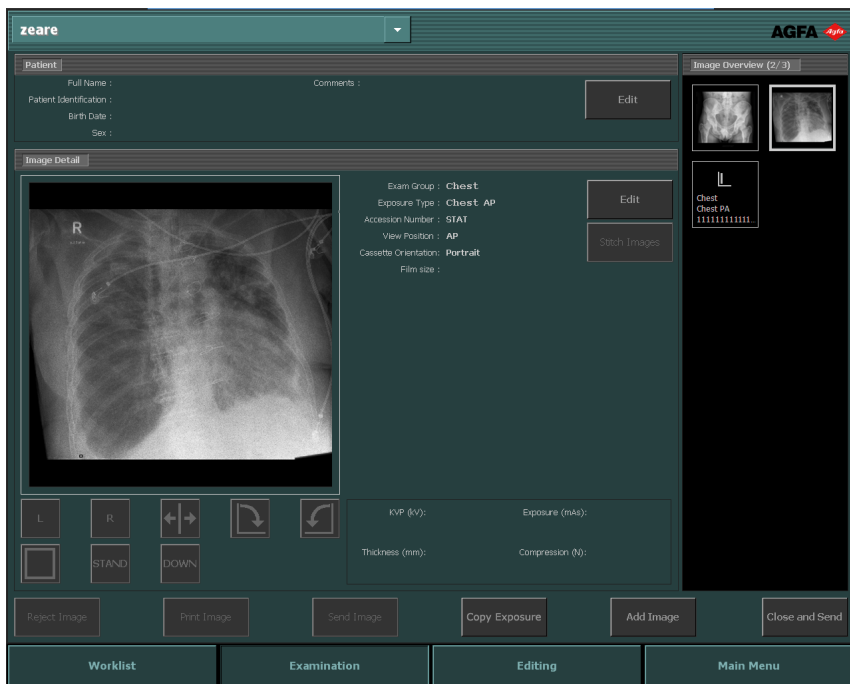 zeare
AGFA
Agfa
Patient
Full Name :
Comments :
Patient Identification :
Birth Date :
Sex :
Edit
Image Overview (2/3)
Image Detail
R
Exam Group : Chest
Exposure Type : Chest AP
Accession Number : STAT
View Position : AP
Cassette Orientation: Portrait
Film size :
Edit
Stitch Images
L
Chest
Chest PA
111111111111...
L
R
STAND
DOWN
KVP (kV):
Exposure (mAs):
Thickness (mm):
Compression (N):
Reject Image
Print Image
Send Image
Copy Exposure
Add Image
Close and Send
Worklist
Examination
Editing
Main Menu